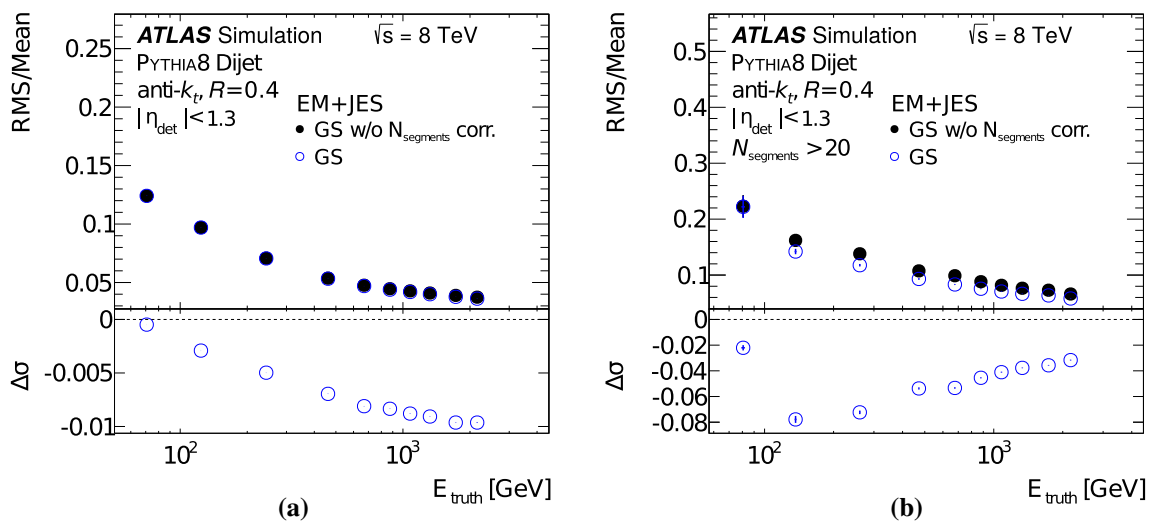 ATLAS Simulation √s = 8 TeV
PYTHIA8 Dijet
anti-kt, R=0.4
|ηdet|<1.3
EM+JES
GS w/o Nsegments corr.
GS
RMS/Mean
0.25
0.2
0.15
0.1
0.05
Δσ
0
-0.005
-0.01
10²
10³
Etruth [GeV]
(a)
ATLAS Simulation √s = 8 TeV
PYTHIA8 Dijet
anti-kt, R=0.4
|ηdet|<1.3
Nsegments >20
EM+JES
GS w/o Nsegments corr.
GS
RMS/Mean
0.5
0.4
0.3
0.2
0.1
Δσ
0
-0.02
-0.04
-0.06
-0.08
10²
10³
Etruth [GeV]
(b)